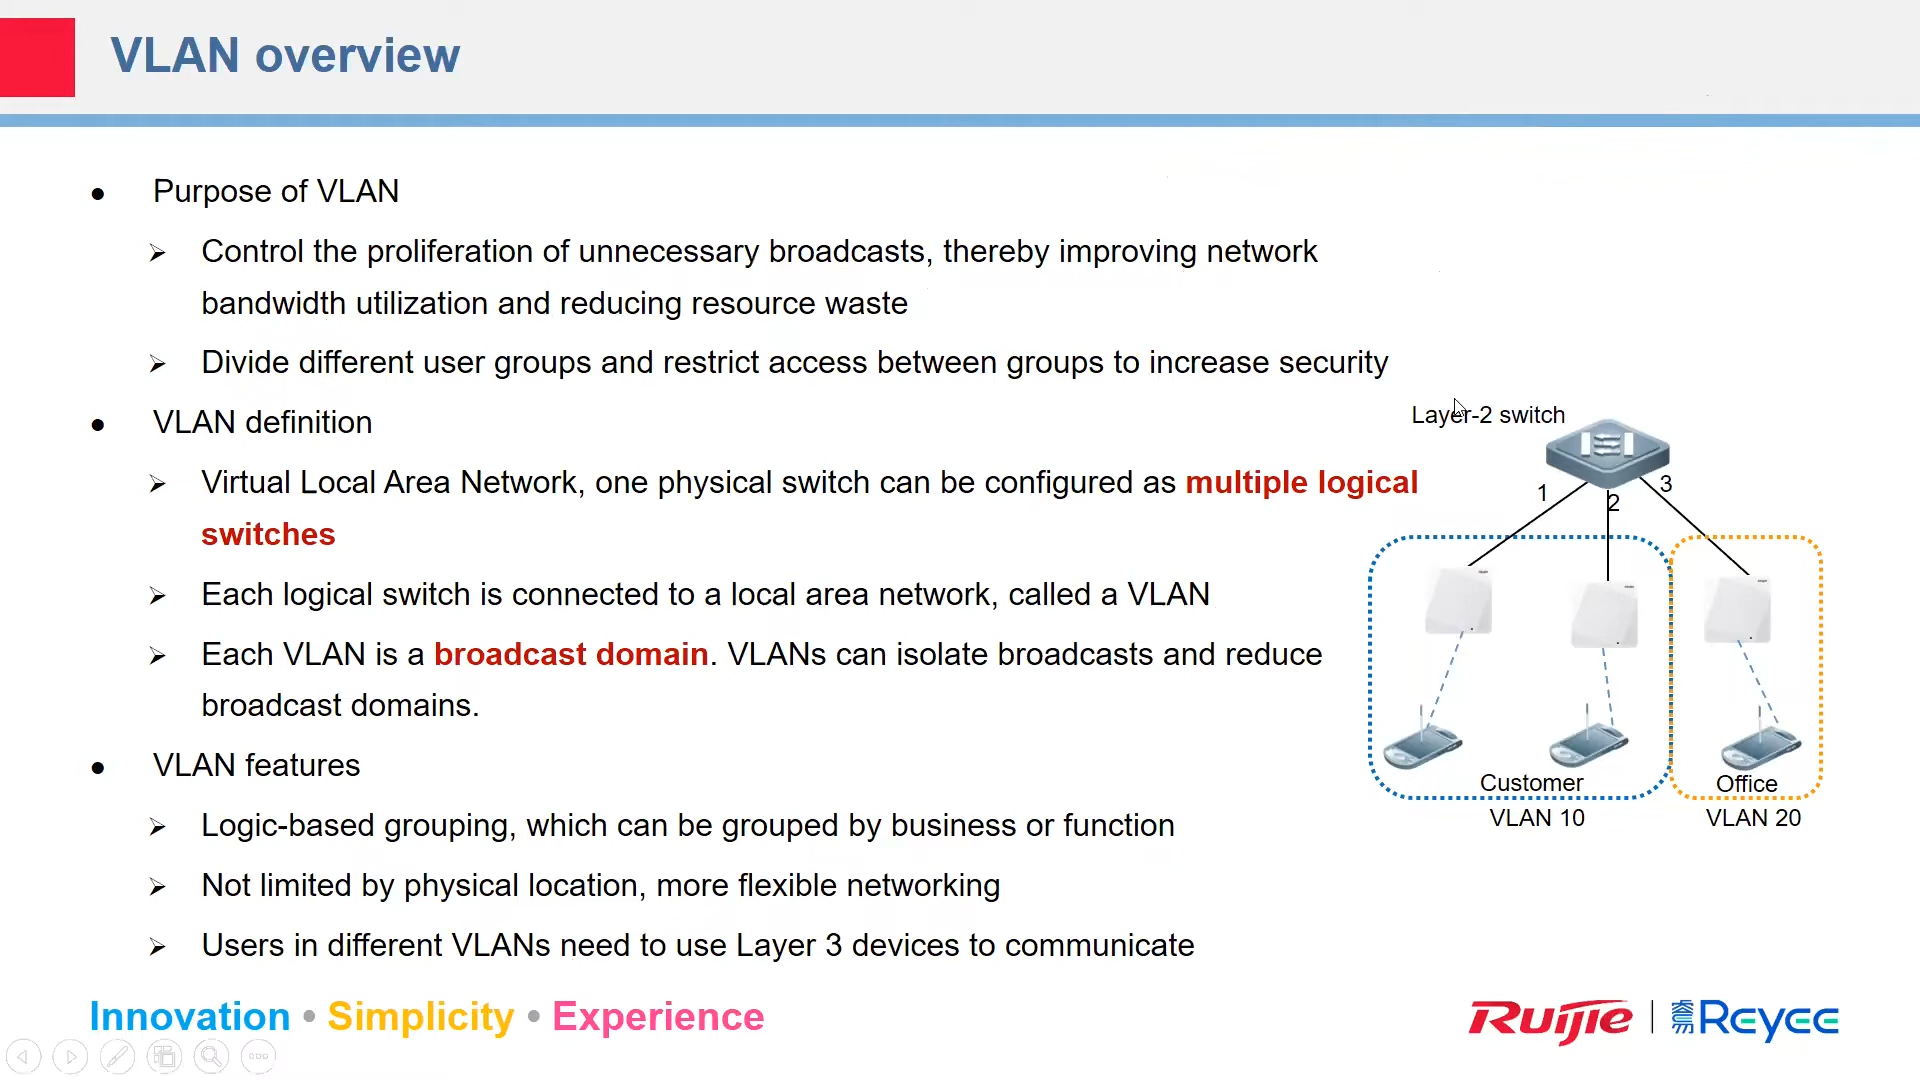 VLAN overview
Purpose of VLAN
Control the proliferation of unnecessary broadcasts, thereby improving network
bandwidth utilization and reducing resource waste
Divide different user groups and restrict access between groups to increase security
VLAN definition
Virtual Local Area Network, one physical switch can be configured as multiple logical
switches
Each logical switch is connected to a local area network, called a VLAN
Each VLAN is a broadcast domain. VLANs can isolate broadcasts and reduce
broadcast domains.
VLAN features
Logic-based grouping, which can be grouped by business or function
Not limited by physical location, more flexible networking
Users in different VLANs need to use Layer 3 devices to communicate
Layer-2 switch
1
2
3
Customer
Office
VLAN 10
VLAN 20
Innovation • Simplicity • Experience
Ruijie
Reyee